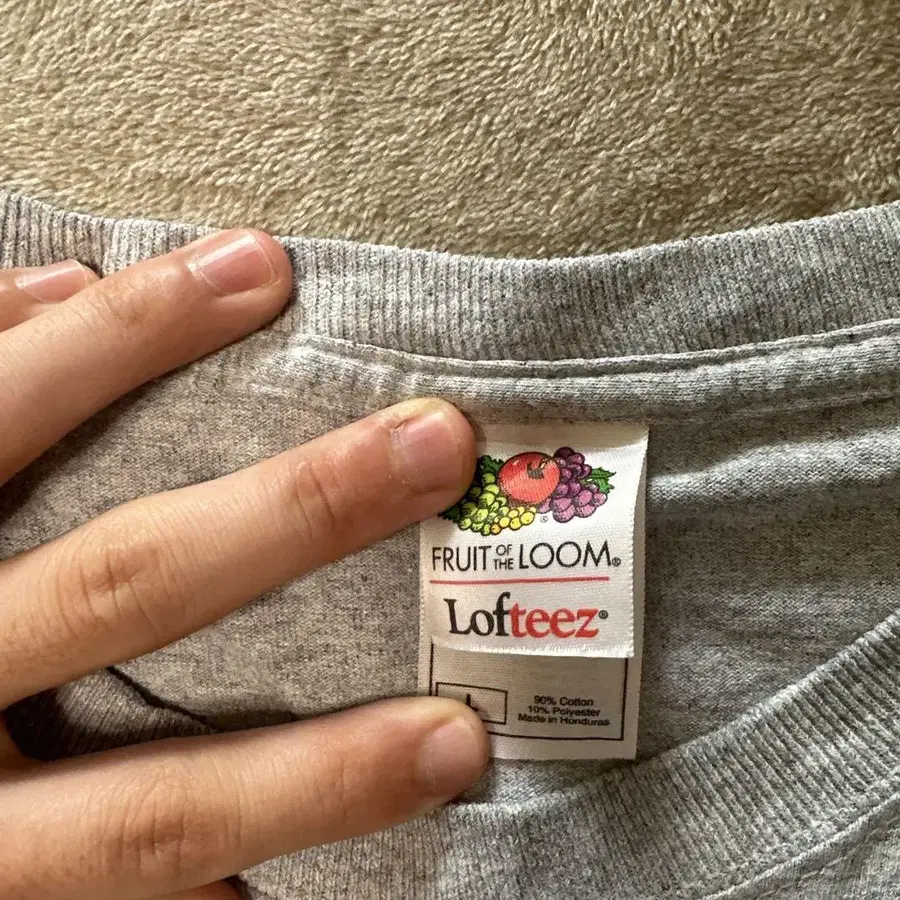 FRUIT OF THE LOOM®
Lofteez®
L
90% Cotton
10% Polyester
Made in Honduras